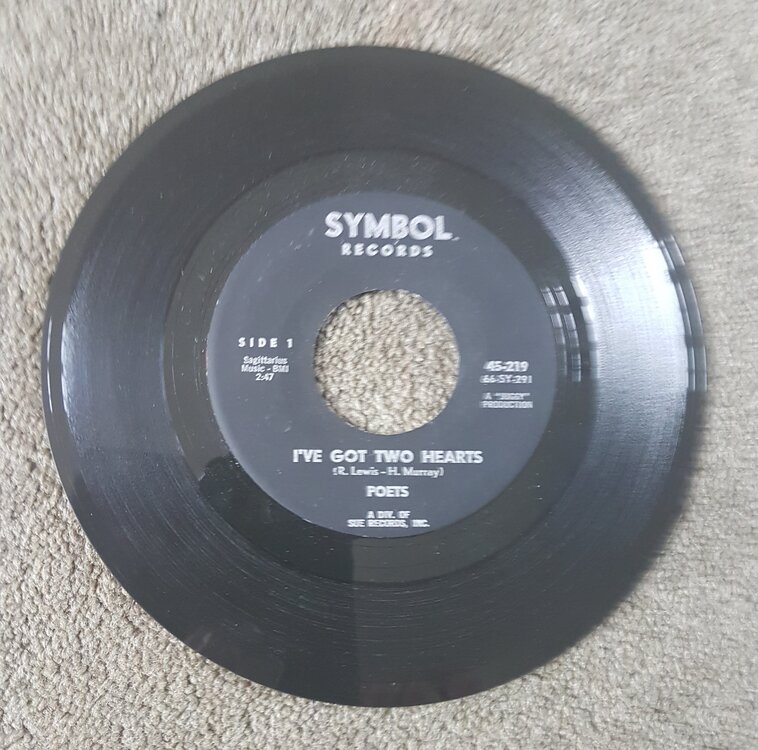 SYMBOL
RECORDS
SIDE 1
Sagittarius
Music - BMI
2:47
45-219
66-SY-291
A "JUGGY"
PRODUCTION
I'VE GOT TWO HEARTS
(R. Lewis - H. Murray)
POETS
A DIV. OF
SUE RECORDS, INC.